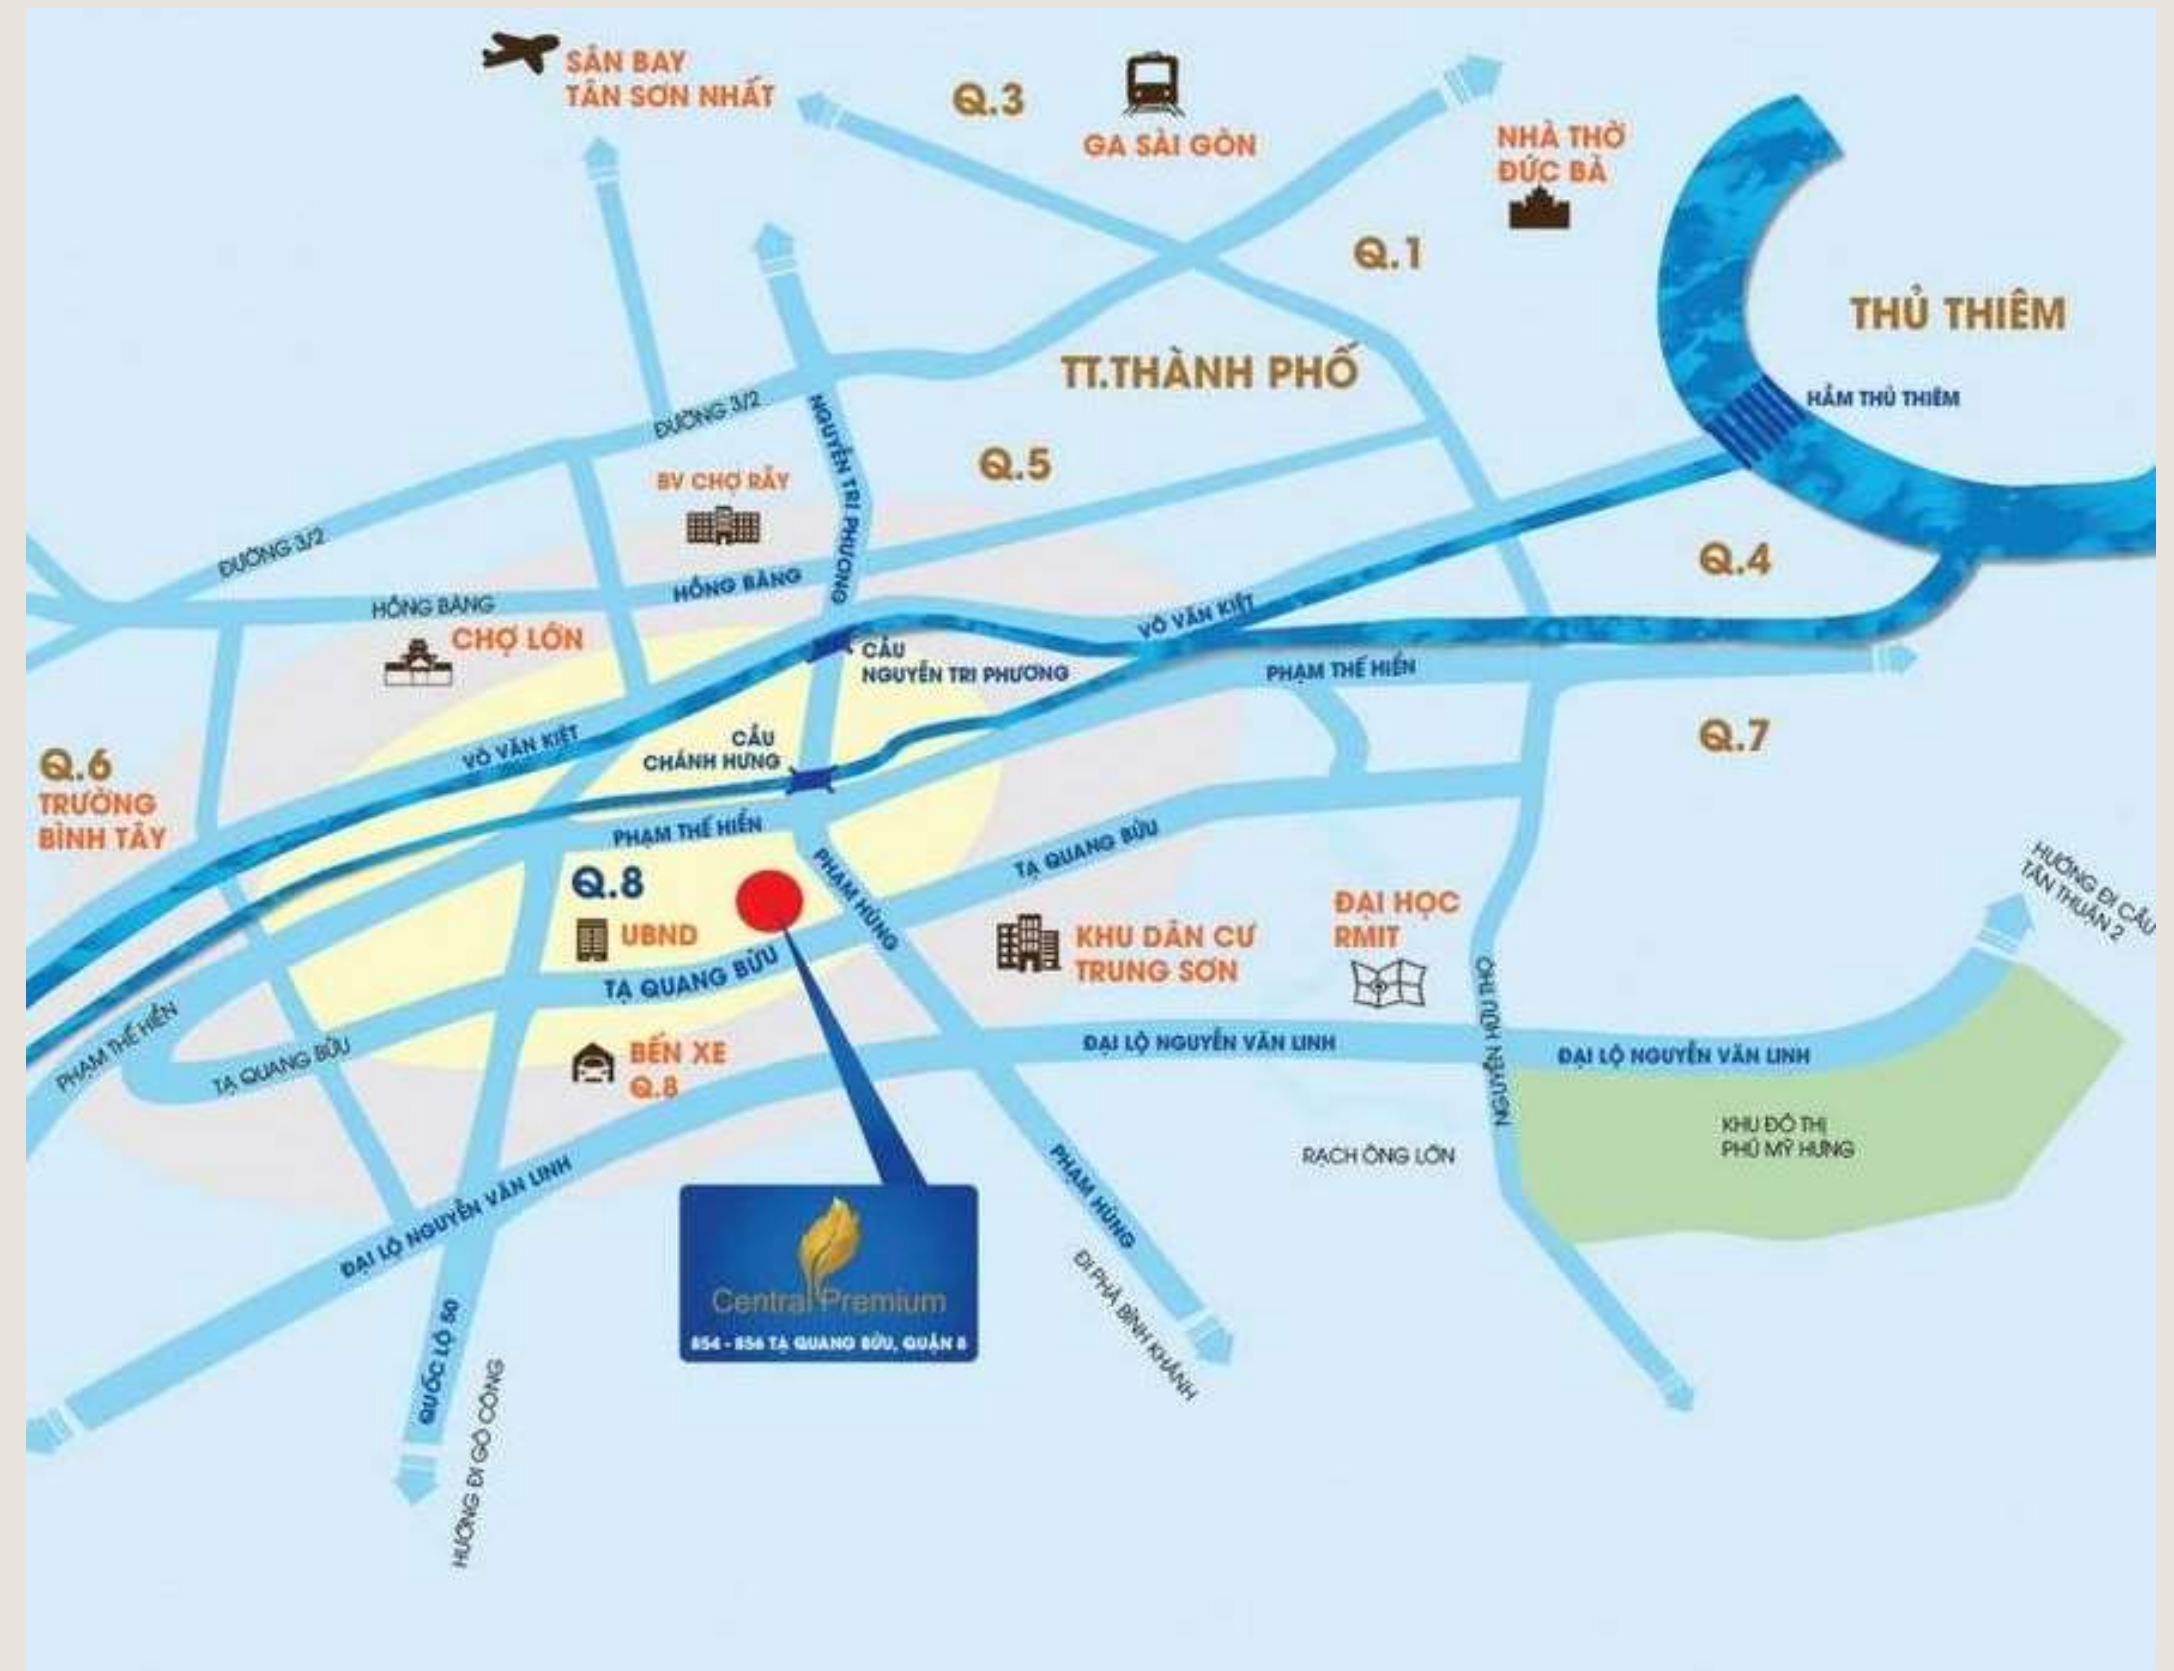 SÂN BAY
TÂN SƠN NHẤT
Q.3
GA SÀI GÒN
NHÀ THỜ
ĐỨC BÀ
Q.1
THỦ THIÊM
TT.THÀNH PHỐ
HẦM THỦ THIÊM
ĐƯỜNG 3/2
NGUYỄN TRI PHƯƠNG
Q.5
BV CHỢ RẪY
ĐƯỜNG 3/2
Q.4
HỒNG BÀNG
HỒNG BÀNG
CHỢ LỚN
VÕ VĂN KIỆT
CẦU
NGUYỄN TRI PHƯƠNG
PHẠM THẾ HIỂN
Q.7
VÕ VĂN KIỆT
CẦU
CHÁNH HƯNG
Q.6
TRƯỜNG
BÌNH TÂY
PHẠM THẾ HIỂN
TẠ QUANG BỬU
PHẠM HÙNG
Q.8
UBND
TẠ QUANG BỬU
KHU DÂN CƯ
TRUNG SƠN
ĐẠI HỌC
RMIT
HƯỚNG ĐI CẦU
TÂN THUẬN 2
PHẠM THẾ HIỂN
TẠ QUANG BỬU
BẾN XE
Q.8
ĐẠI LỘ NGUYỄN VĂN LINH
NGUYỄN HỮU THỌ
ĐẠI LỘ NGUYỄN VĂN LINH
KHU ĐÔ THỊ
PHÚ MỸ HƯNG
RẠCH ÔNG LỚN
ĐẠI LỘ NGUYỄN VĂN LINH
PHẠM HÙNG
ĐI PHÀ BÌNH KHÁNH
Central Premium
854 - 856 TẠ QUANG BỬU, QUẬN 8
QUỐC LỘ 50
HƯỚNG ĐI GÒ CÔNG